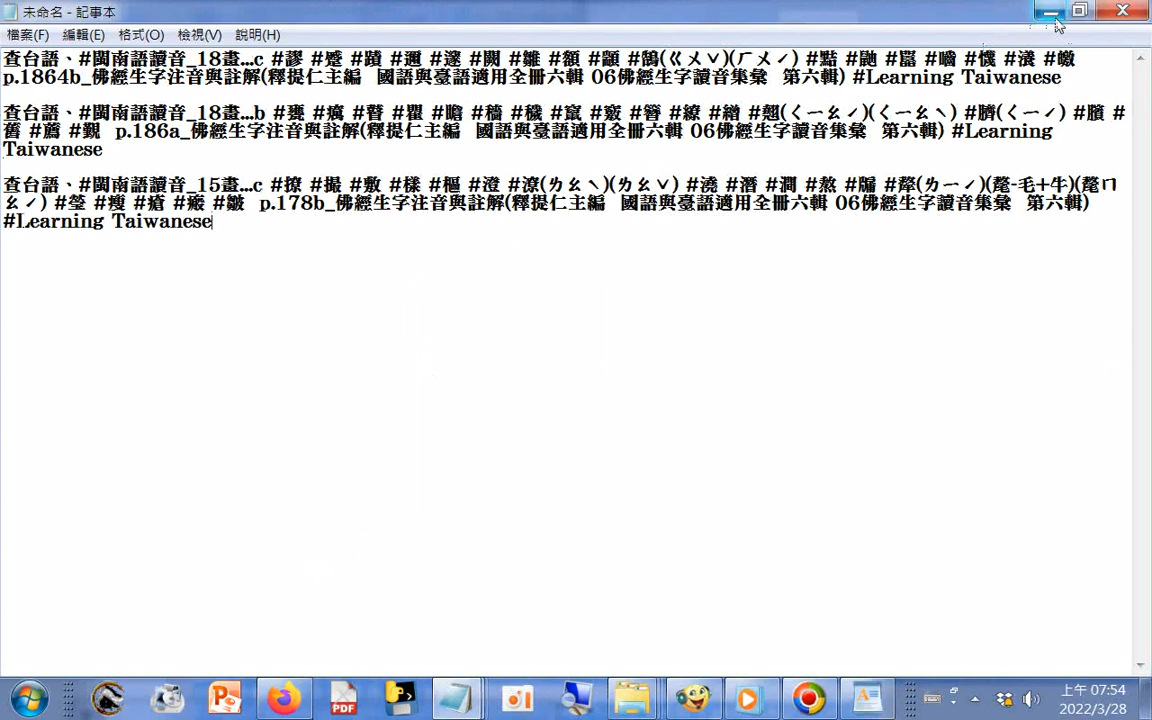 未命名 - 記事本
檔案(F) 編輯(E) 格式(O) 檢視(V) 說明(H)
查台語、#閩南語讀音_18畫...c #謬 #蹙 #蹟 #邇 #邃 #闕 #雛 #額 #顓 #鵠(ㄍㄨˇ)(ㄏㄨˊ) #黠 #鼬 #囂 #嚼 #懺 #瀁 #皦
p.1864b_佛經生字注音與註解(釋提仁主編 國語與臺語適用全冊六輯 06佛經生字讀音集彙 第六輯) #Learning Taiwanese
查台語、#閩南語讀音_18畫...b #甕 #癘 #瞽 #瞿 #瞻 #穡 #穢 #竄 #竅 #簪 #繚 #繒 #翹(ㄑㄧㄠˊ)(ㄑㄧㄠˋ) #臍(ㄑㄧˊ) #臏 #
舊 #薦 #覲 p.186a_佛經生字注音與註解(釋提仁主編 國語與臺語適用全冊六輯 06佛經生字讀音集彙 第六輯) #Learning
Taiwanese
查台語、#閩南語讀音_15畫...c #撩 #撮 #敷 #樣 #樞 #澄 #潦(ㄌㄠˋ)(ㄌㄠˇ) #澆 #潛 #潤 #熬 #牖 #犛(ㄌㄧˊ)(氂-毛+牛)(氂ㄇ
ㄠˊ) #瑩 #瘦 #瘡 #瘢 #皺 p.178b_佛經生字注音與註解(釋提仁主編 國語與臺語適用全冊六輯 06佛經生字讀音集彙 第六輯)
#Learning Taiwanese
PDF
上午 07:54
2022/3/28